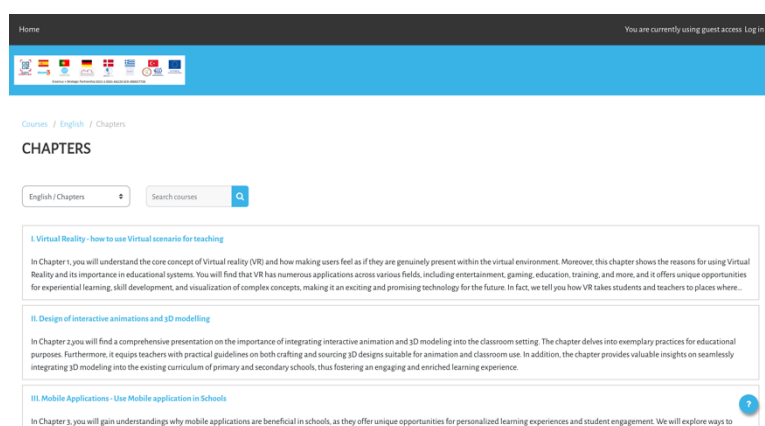 Home
You are currently using guest access Log in
Courses / English / Chapters
CHAPTERS
English / Chapters
Search courses
I. Virtual Reality - how to use Virtual scenario for teaching
In Chapter 1, you will understand the core concept of Virtual reality (VR) and how making users feel as if they are genuinely present within the virtual environment. Moreover, this chapter shows the reasons for using Virtual
Reality and its importance in educational systems. You will find that VR has numerous applications across various fields, including entertainment, gaming, education, training, and more, and it offers unique opportunities
for experiential learning, skill development, and visualization of complex concepts, making it an exciting and promising technology for the future. In fact, we tell you how VR takes students and teachers to places where...
II. Design of interactive animations and 3D modelling
In Chapter 2,you will find a comprehensive presentation on the importance of integrating interactive animation and 3D modeling into the classroom setting. The chapter delves into exemplary practices for educational
purposes. Furthermore, it equips teachers with practical guidelines on both crafting and sourcing 3D designs suitable for animation and classroom use. In addition, the chapter provides valuable insights on seamlessly
integrating 3D modeling into the existing curriculum of primary and secondary schools, thus fostering an engaging and enriched learning experience.
III. Mobile Applications - Use Mobile application in Schools
?
In Chapter 3, you will gain understandings why mobile applications are beneficial in schools, as they offer unique opportunities for personalized learning experiences and student engagement. We will explore ways to